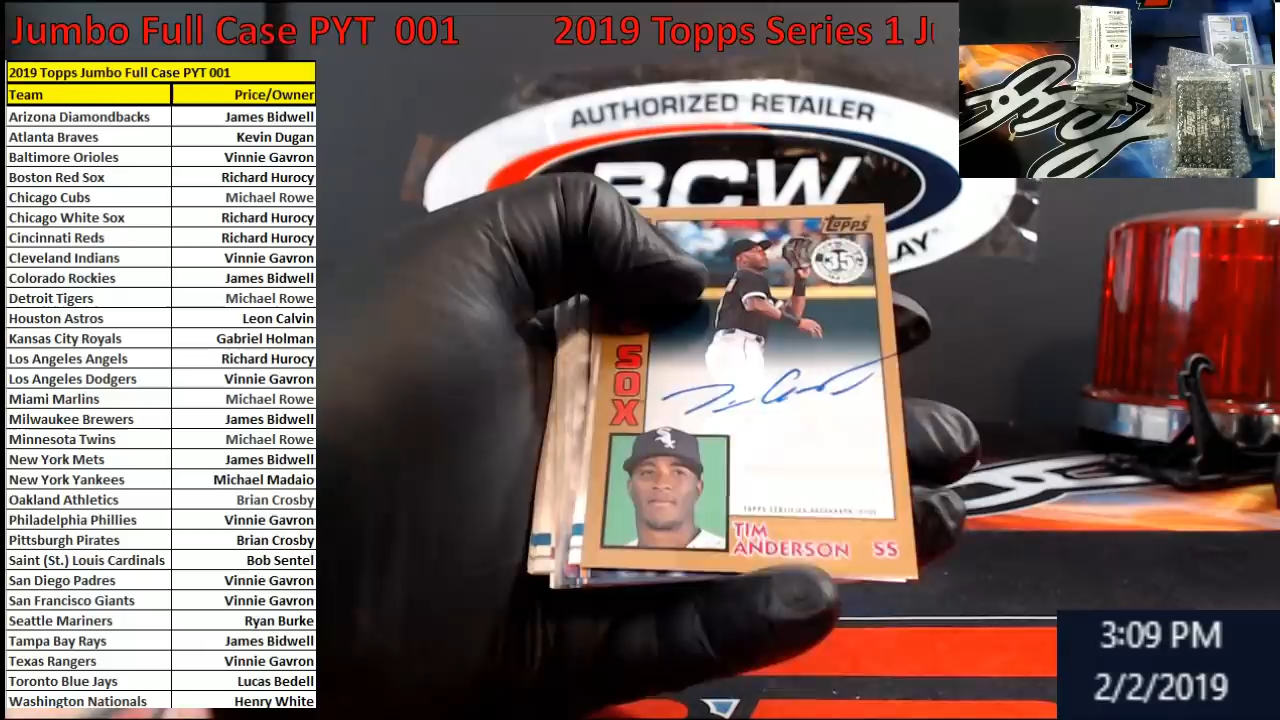 Jumbo Full Case PYT 001 2019 Topps Series 1 Ju
2019 Topps Jumbo Full Case PYT 001
Team Price/Owner
Arizona Diamondbacks James Bidwell
Atlanta Braves Kevin Dugan
Baltimore Orioles Vinnie Gavron
Boston Red Sox Richard Hurocy
Chicago Cubs Michael Rowe
Chicago White Sox Richard Hurocy
Cincinnati Reds Richard Hurocy
Cleveland Indians Vinnie Gavron
Colorado Rockies James Bidwell
Detroit Tigers Michael Rowe
Houston Astros Leon Calvin
Kansas City Royals Gabriel Holman
Los Angeles Angels Richard Hurocy
Los Angeles Dodgers Vinnie Gavron
Miami Marlins Michael Rowe
Milwaukee Brewers James Bidwell
Minnesota Twins Michael Rowe
New York Mets James Bidwell
New York Yankees Michael Madaio
Oakland Athletics Brian Crosby
Philadelphia Phillies Vinnie Gavron
Pittsburgh Pirates Brian Crosby
Saint (St.) Louis Cardinals Bob Sentel
San Diego Padres Vinnie Gavron
San Francisco Giants Vinnie Gavron
Seattle Mariners Ryan Burke
Tampa Bay Rays James Bidwell
Texas Rangers Vinnie Gavron
Toronto Blue Jays Lucas Bedell
Washington Nationals Henry White
AUTHORIZED RETAILER
BCW
Topps
35
SOX
TIM
ANDERSON SS
3:09 PM
2/2/2019